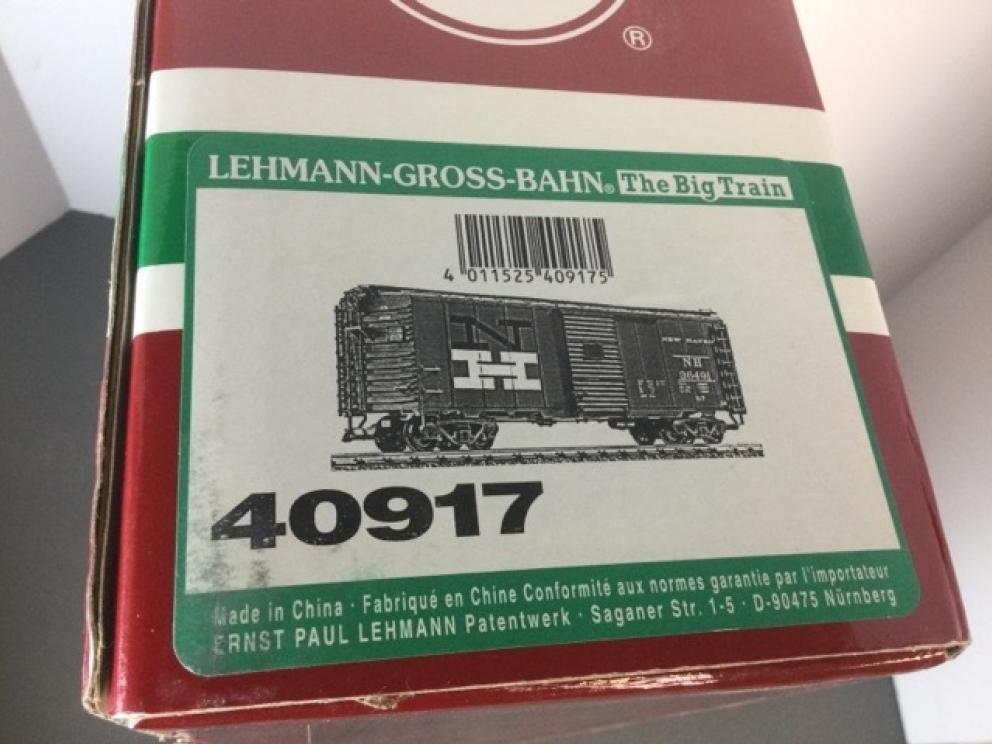 ®
LEHMANN-GROSS-BAHN® The Big Train
4 011525 409175
NH
NEW HAVEN
NH
36491
40917
Made in China · Fabriqué en Chine Conformité aux normes garantie par l'importateur
ERNST PAUL LEHMANN Patentwerk · Saganer Str. 1-5 · D-90475 Nürnberg